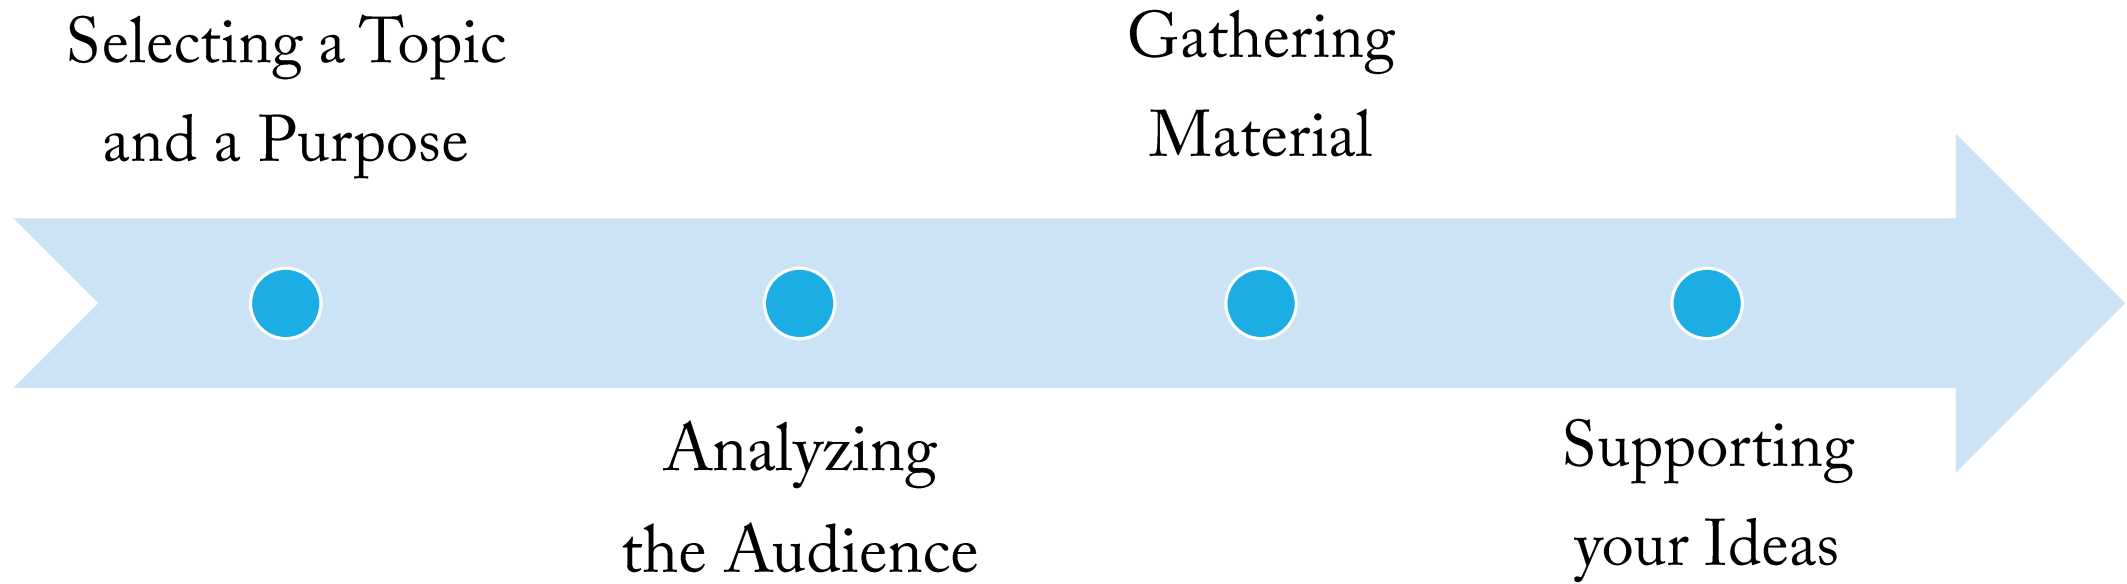 Selecting a Topic
and a Purpose
Analyzing
the Audience
Gathering
Material
Supporting
your Ideas